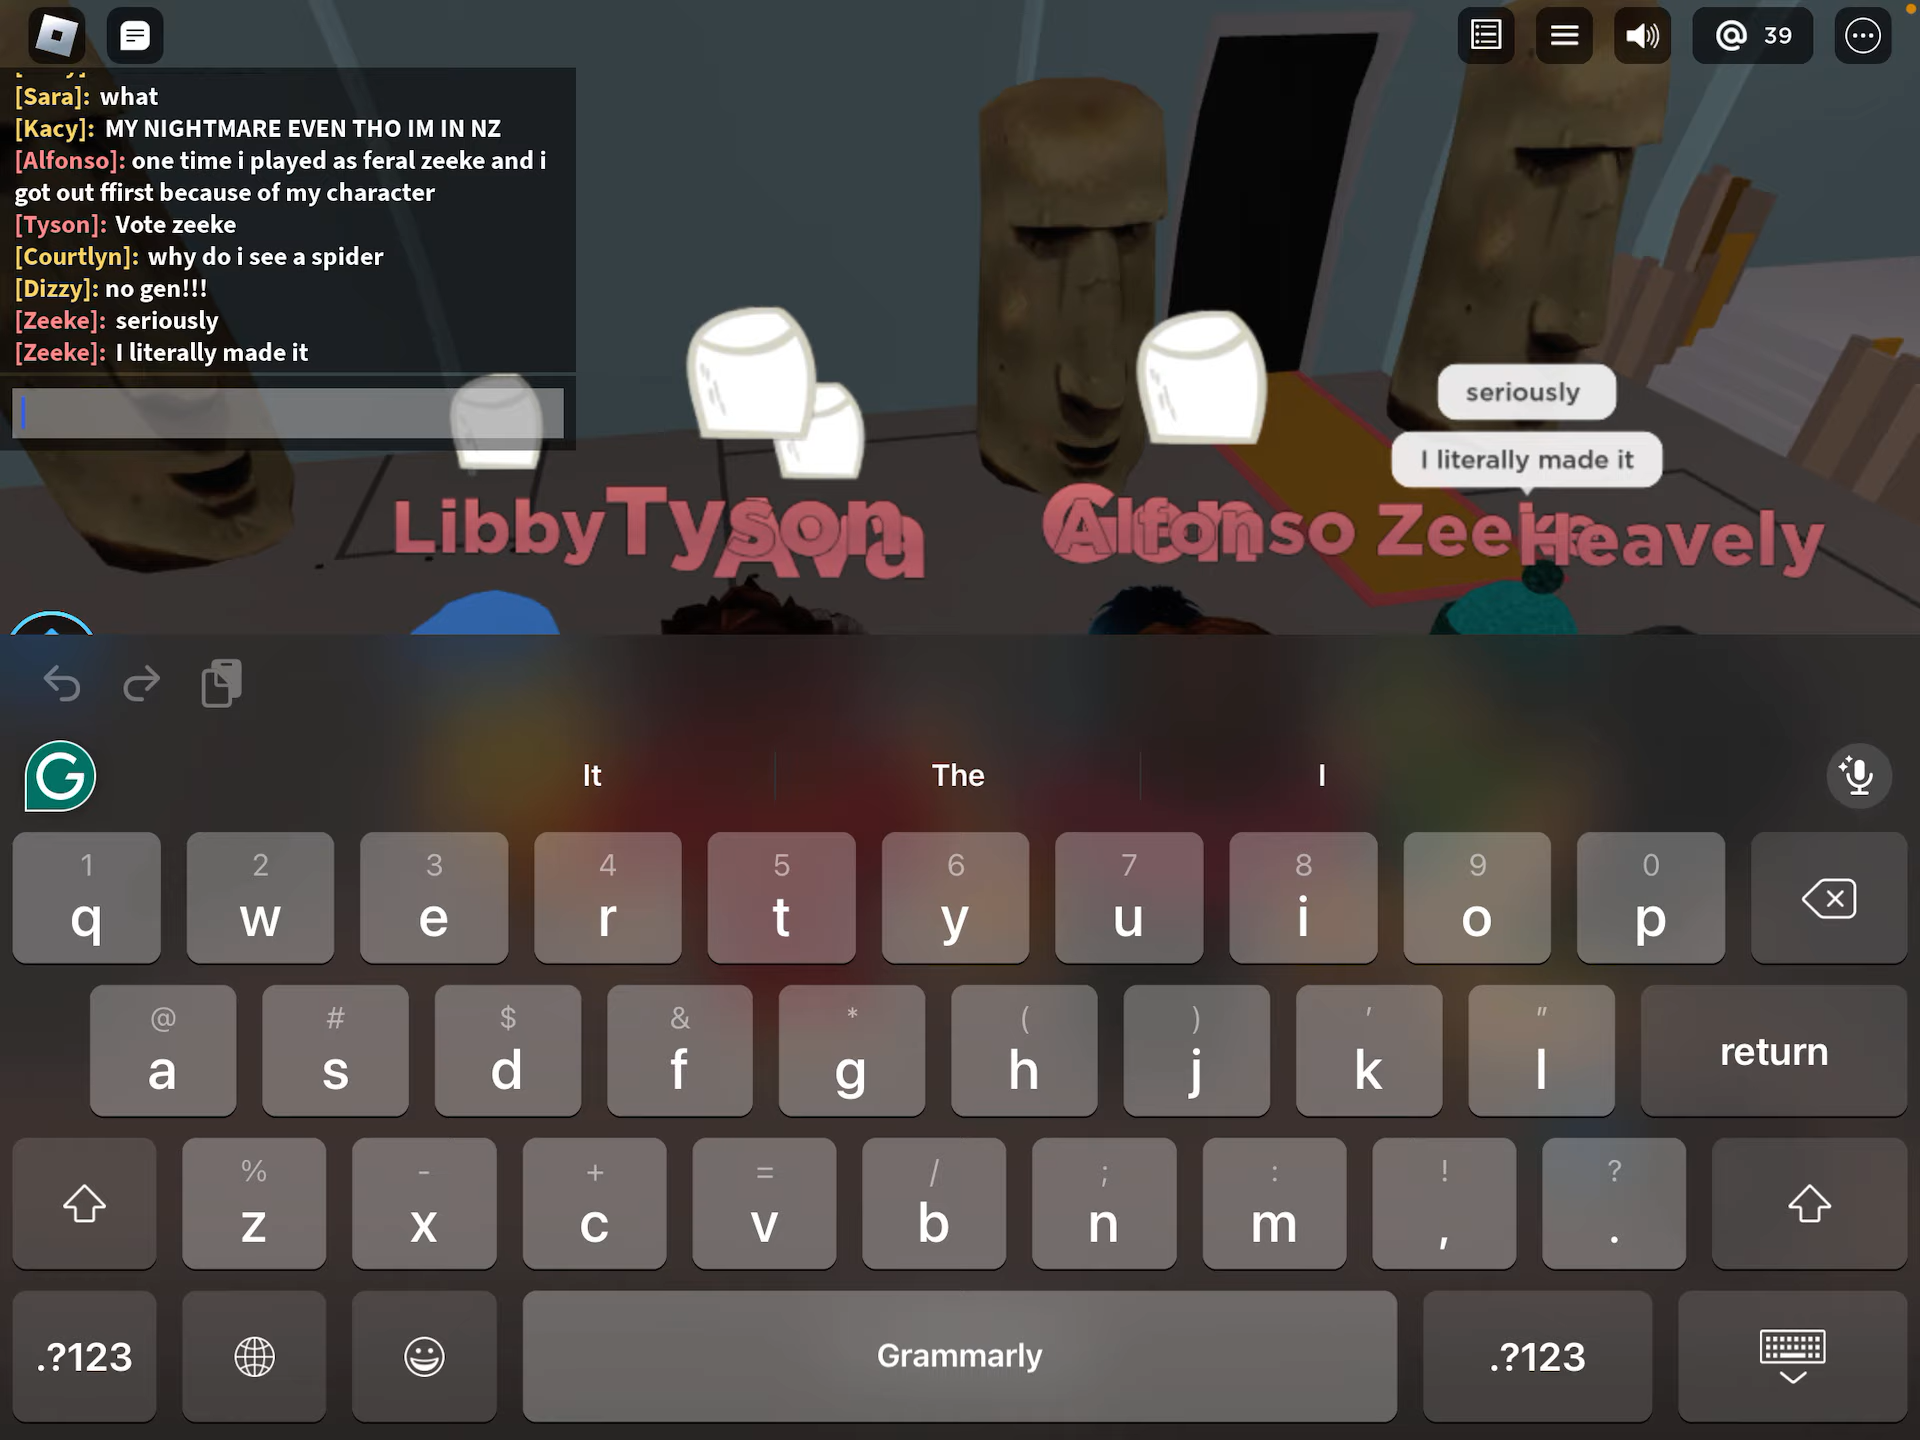 39
[Sara]: what
[Kacy]: MY NIGHTMARE EVEN THO IM IN NZ
[Alfonso]: one time i played as feral zeeke and i
got out ffirst because of my character
[Tyson]: Vote zeeke
[Courtlyn]: why do i see a spider
[Dizzy]: no gen!!!
[Zeeke]: seriously
[Zeeke]: I literally made it
seriously
I literally made it
Libby Tyson Alfonso Zeeke Heavely
Ava
It The I
1 2 3 4 5 6 7 8 9 0
q w e r t y u i o p
@ # $ & * ( ) ' "
a s d f g h j k l return
% - + = / ; : ! ?
z x c v b n m , .
.?123 Grammarly .?123